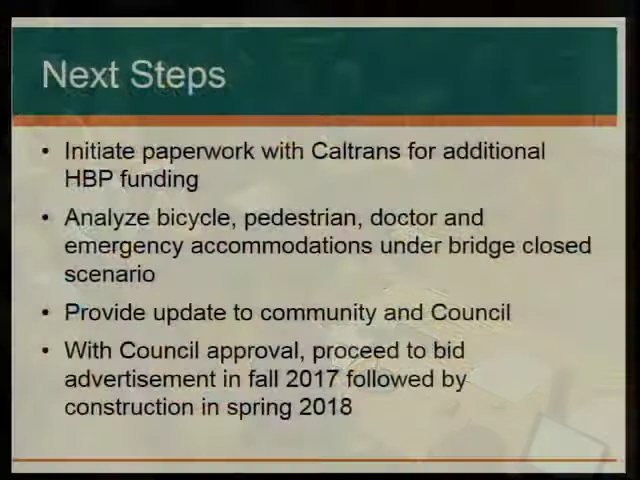 Next Steps
• Initiate paperwork with Caltrans for additional
HBP funding
• Analyze bicycle, pedestrian, doctor and
emergency accommodations under bridge closed
scenario
• Provide update to community and Council
• With Council approval, proceed to bid
advertisement in fall 2017 followed by
construction in spring 2018